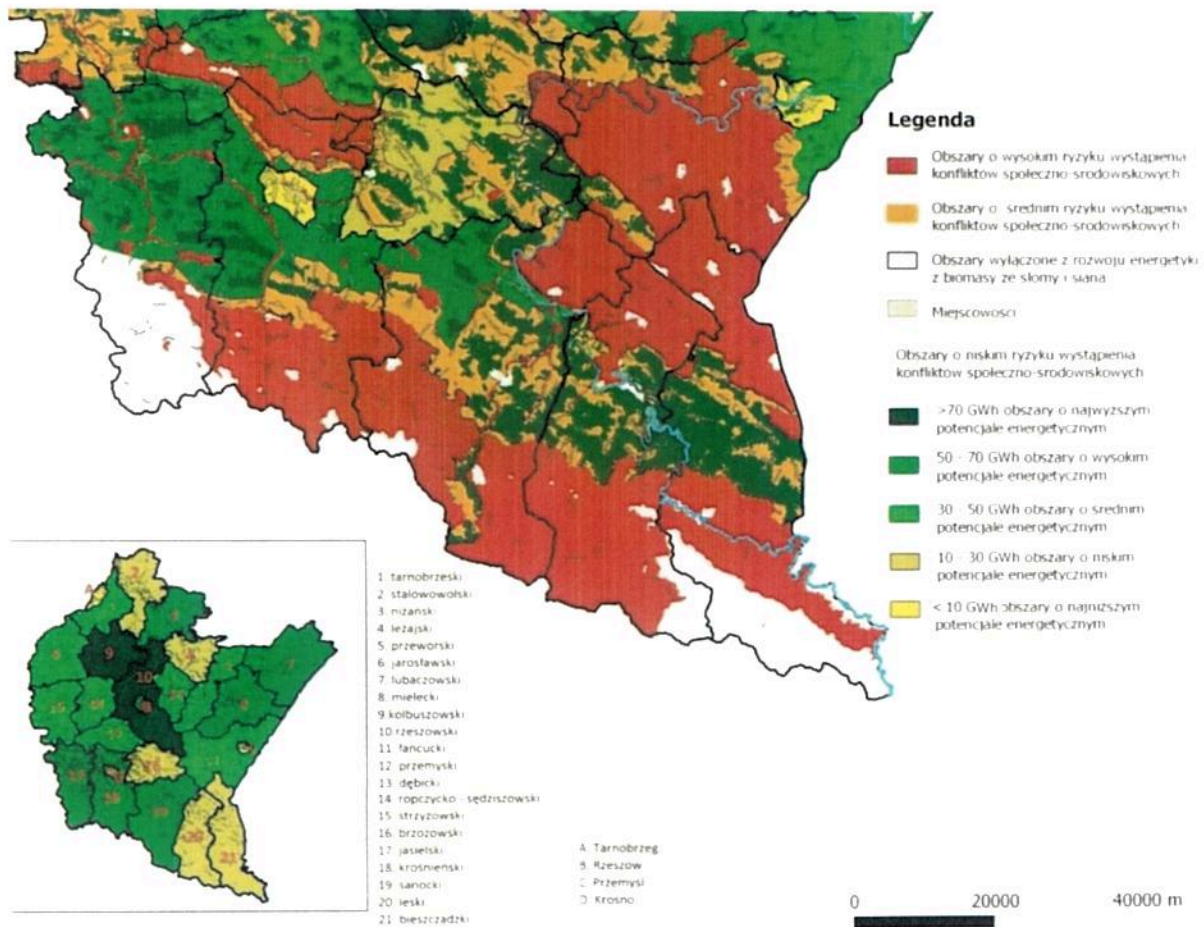 Legenda
Obszary o wysokim ryzyku wystąpienia
konfliktów społeczno-środowiskowych
Obszary o średnim ryzyku wystąpienia
konfliktów społeczno-środowiskowych
Obszary wyłączone z rozwoju energetyki
z biomasy ze słomy i siana
Miejscowości
Obszary o niskim ryzyku wystąpienia
konfliktów społeczno-środowiskowych
>70 GWh obszary o najwyższym
potencjale energetycznym
50 - 70 GWh obszary o wysokim
potencjale energetycznym
30 - 50 GWh obszary o średnim
potencjale energetycznym
10 - 30 GWh obszary o niskim
potencjale energetycznym
< 10 GWh obszary o najniższym
potencjale energetycznym
1. tarnobrzeski
2 stalowowolski
3 niżański
4 leżajski
5 przeworski
6 jarosławski
7 lubaczowski
8 mielecki
9 kolbuszowski
10 rzeszowski
11 łańcucki
12 przemyski
13 dębicki
14 ropczycko - sędziszowski
15 strzyżowski
16 brzozowski
17 jasielski
18 krośnieński
19 sanocki
20 leski
21 bieszczadzki
A Tarnobrzeg
B Rzeszów
C Przemyśl
D Krosno
0 20000 40000 m
A
2
9
10
20
21